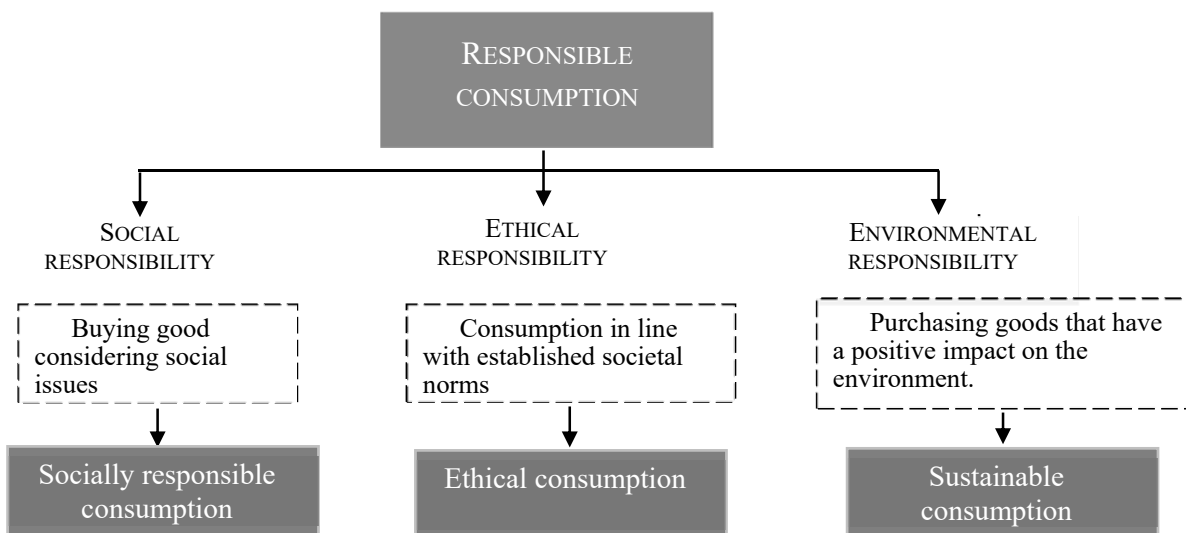 RESPONSIBLE
CONSUMPTION
SOCIAL
RESPONSIBILITY
ETHICAL
RESPONSIBILITY
ENVIRONMENTAL
RESPONSIBILITY
Buying good
considering social
issues
Consumption in line
with established societal
norms
Purchasing goods that have
a positive impact on the
environment.
Socially responsible
consumption
Ethical consumption
Sustainable
consumption